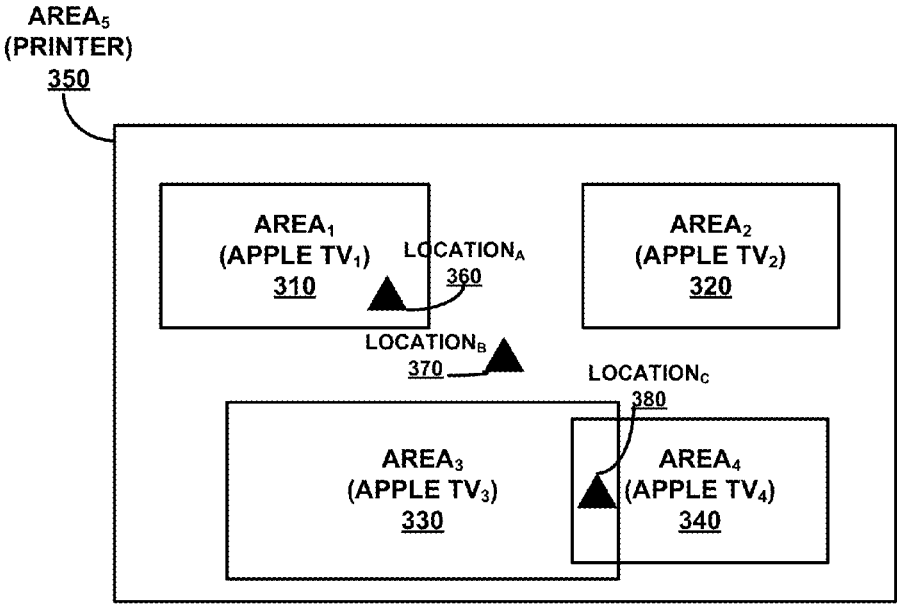 AREA₅
(PRINTER)
350
AREA₁
(APPLE TV₁)
310
LOCATIONA
360
AREA₂
(APPLE TV₂)
320
LOCATIONB
370
LOCATIONC
380
AREA₃
(APPLE TV₃)
330
AREA₄
(APPLE TV₄)
340